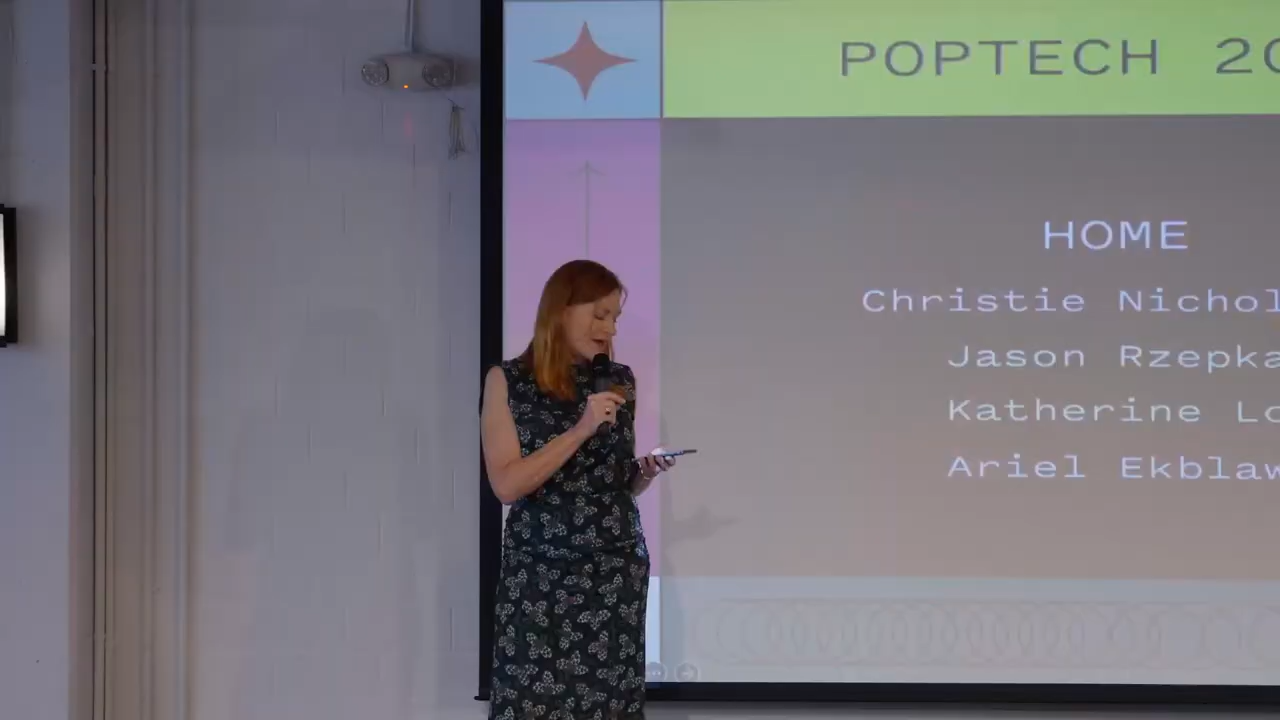 POPTECH 20
HOME
Christie Nichol
Jason Rzepka
Katherine Lo
Ariel Ekblaw